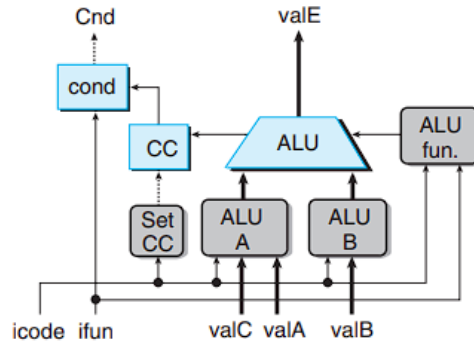 Cnd valE
cond
CC
ALU
ALU
fun.
Set
CC
ALU
A
ALU
B
icode ifun valC valA valB